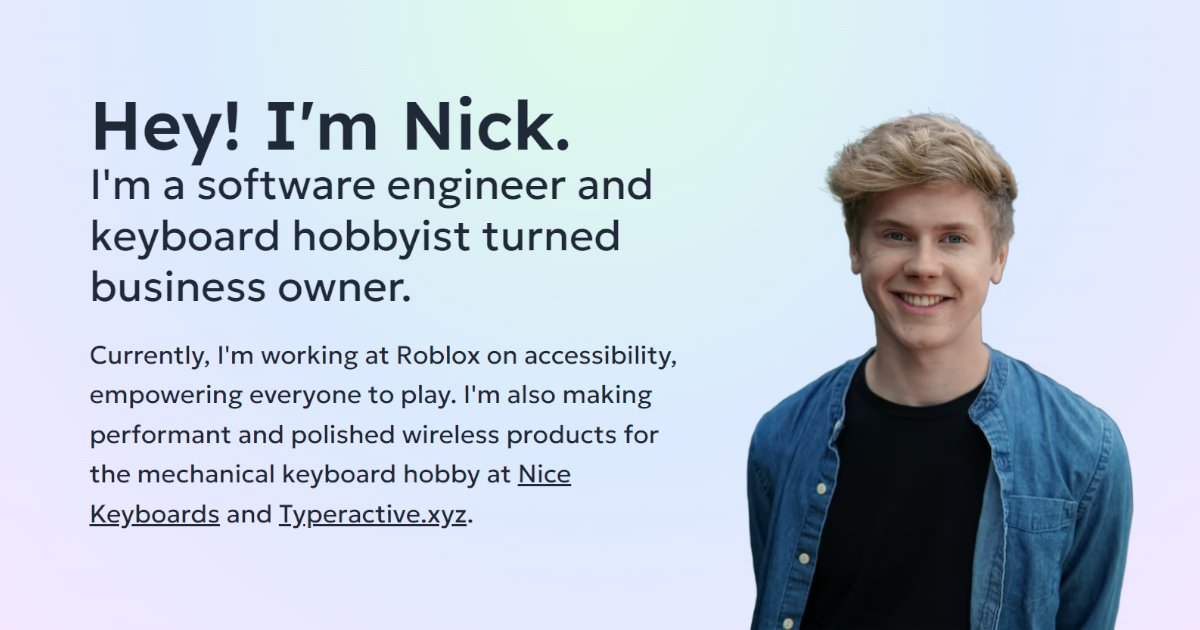 Hey! I’m Nick.
I'm a software engineer and
keyboard hobbyist turned
business owner.
Currently, I'm working at Roblox on accessibility,
empowering everyone to play. I'm also making
performant and polished wireless products for
the mechanical keyboard hobby at Nice
Keyboards and Typeractive.xyz.